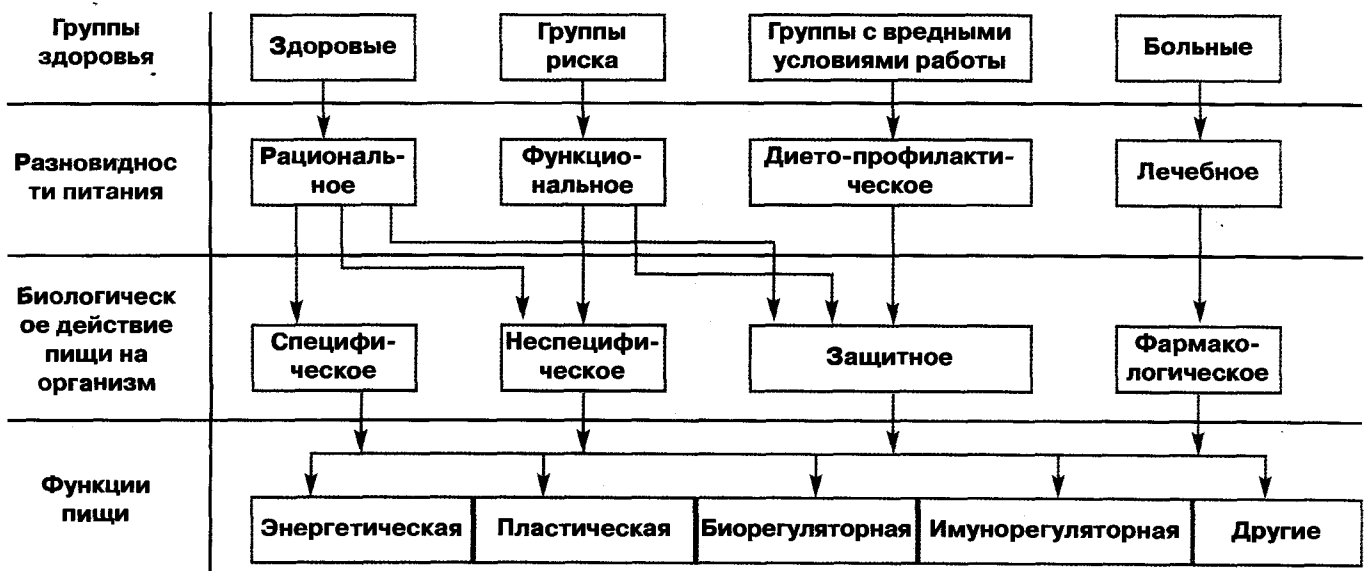 Группы
здоровья
Здоровые
Группы
риска
Группы с вредными
условиями работы
Больные
Разновиднос
ти питания
Рациональ-
ное
Функцио-
нальное
Дието-профилакти-
ческое
Лечебное
Биологическ
ое действие
пищи на
организм
Специфи-
ческое
Неспецифи-
ческое
Защитное
Фармако-
логическое
Функции
пищи
Энергетическая
Пластическая
Биорегуляторная
Имунорегуляторная
Другие